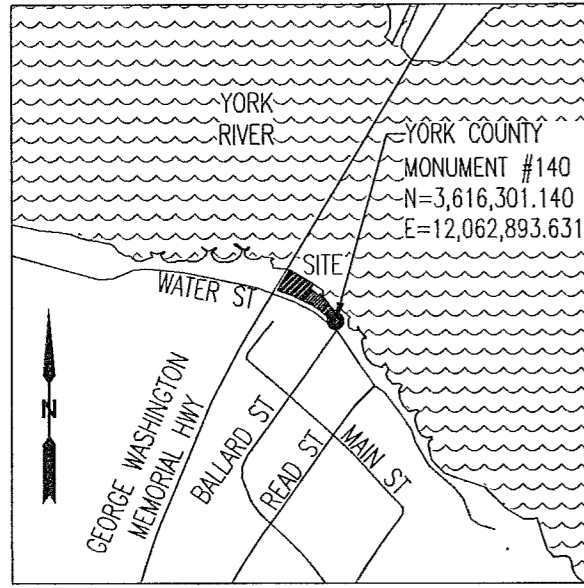 YORK
RIVER
YORK COUNTY
MONUMENT #140
N=3,616,301.140
E=12,062,893.631
SITE
WATER ST
N
GEORGE WASHINGTON
MEMORIAL HWY
BALLARD ST
READ ST
MAIN ST